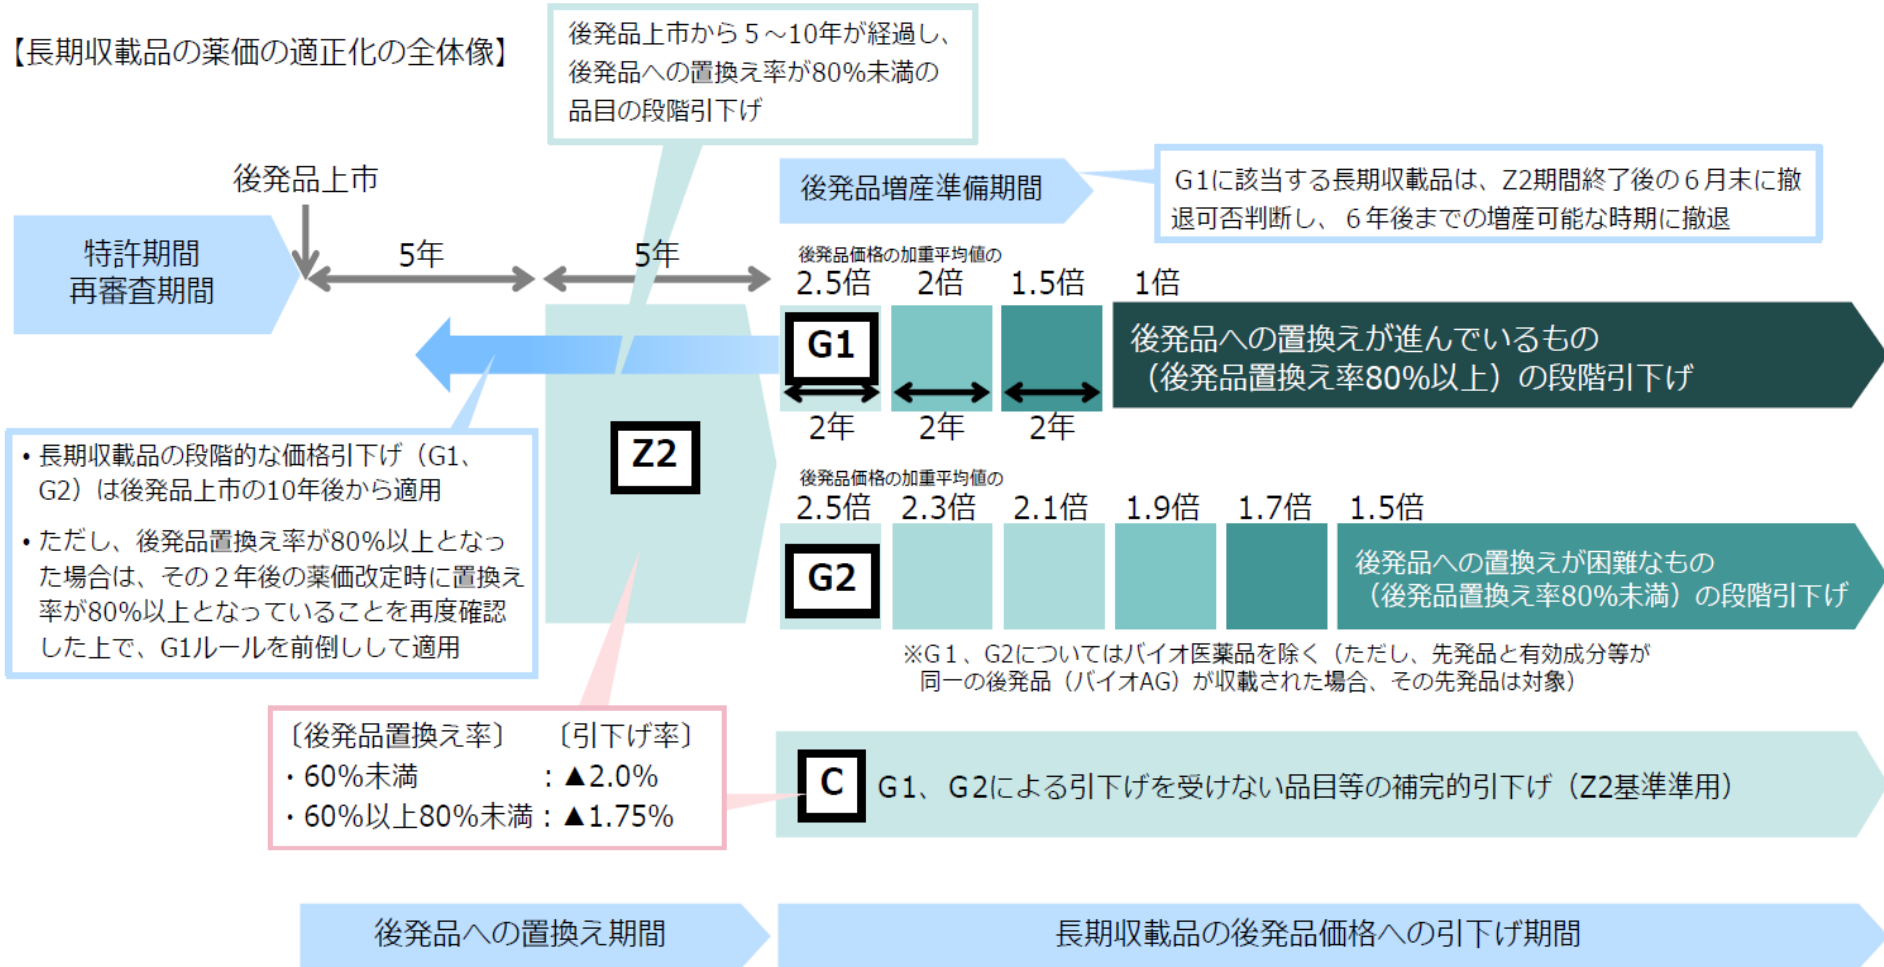 【長期収載品の薬価の適正化の全体像】
後発品上市から５～10年が経過し、
後発品への置換え率が80%未満の
品目の段階引下げ
後発品上市
特許期間
再審査期間
5年
5年
後発品増産準備期間
G1に該当する長期収載品は、Z2期間終了後の６月末に撤
退可否判断し、６年後までの増産可能な時期に撤退
後発品価格の加重平均値の
2.5倍 2倍 1.5倍 1倍
G1
後発品への置換えが進んでいるもの
（後発品置換え率80%以上）の段階引下げ
2年 2年 2年
Z2
・長期収載品の段階的な価格引下げ（G1、
G2）は後発品上市の10年後から適用
・ただし、後発品置換え率が80%以上となっ
た場合は、その２年後の薬価改定時に置換え
率が80%以上となっていることを再度確認
した上で、G1ルールを前倒しして適用
後発品価格の加重平均値の
2.5倍 2.3倍 2.1倍 1.9倍 1.7倍 1.5倍
G2
後発品への置換えが困難なもの
（後発品置換え率80%未満）の段階引下げ
※G１、G2についてはバイオ医薬品を除く（ただし、先発品と有効成分等が
同一の後発品（バイオAG）が収載された場合、その先発品は対象）
〔後発品置換え率〕 〔引下げ率〕
・60%未満 ：▲2.0%
・60%以上80%未満：▲1.75%
C
G1、G2による引下げを受けない品目等の補完的引下げ（Z2基準準用）
後発品への置換え期間
長期収載品の後発品価格への引下げ期間